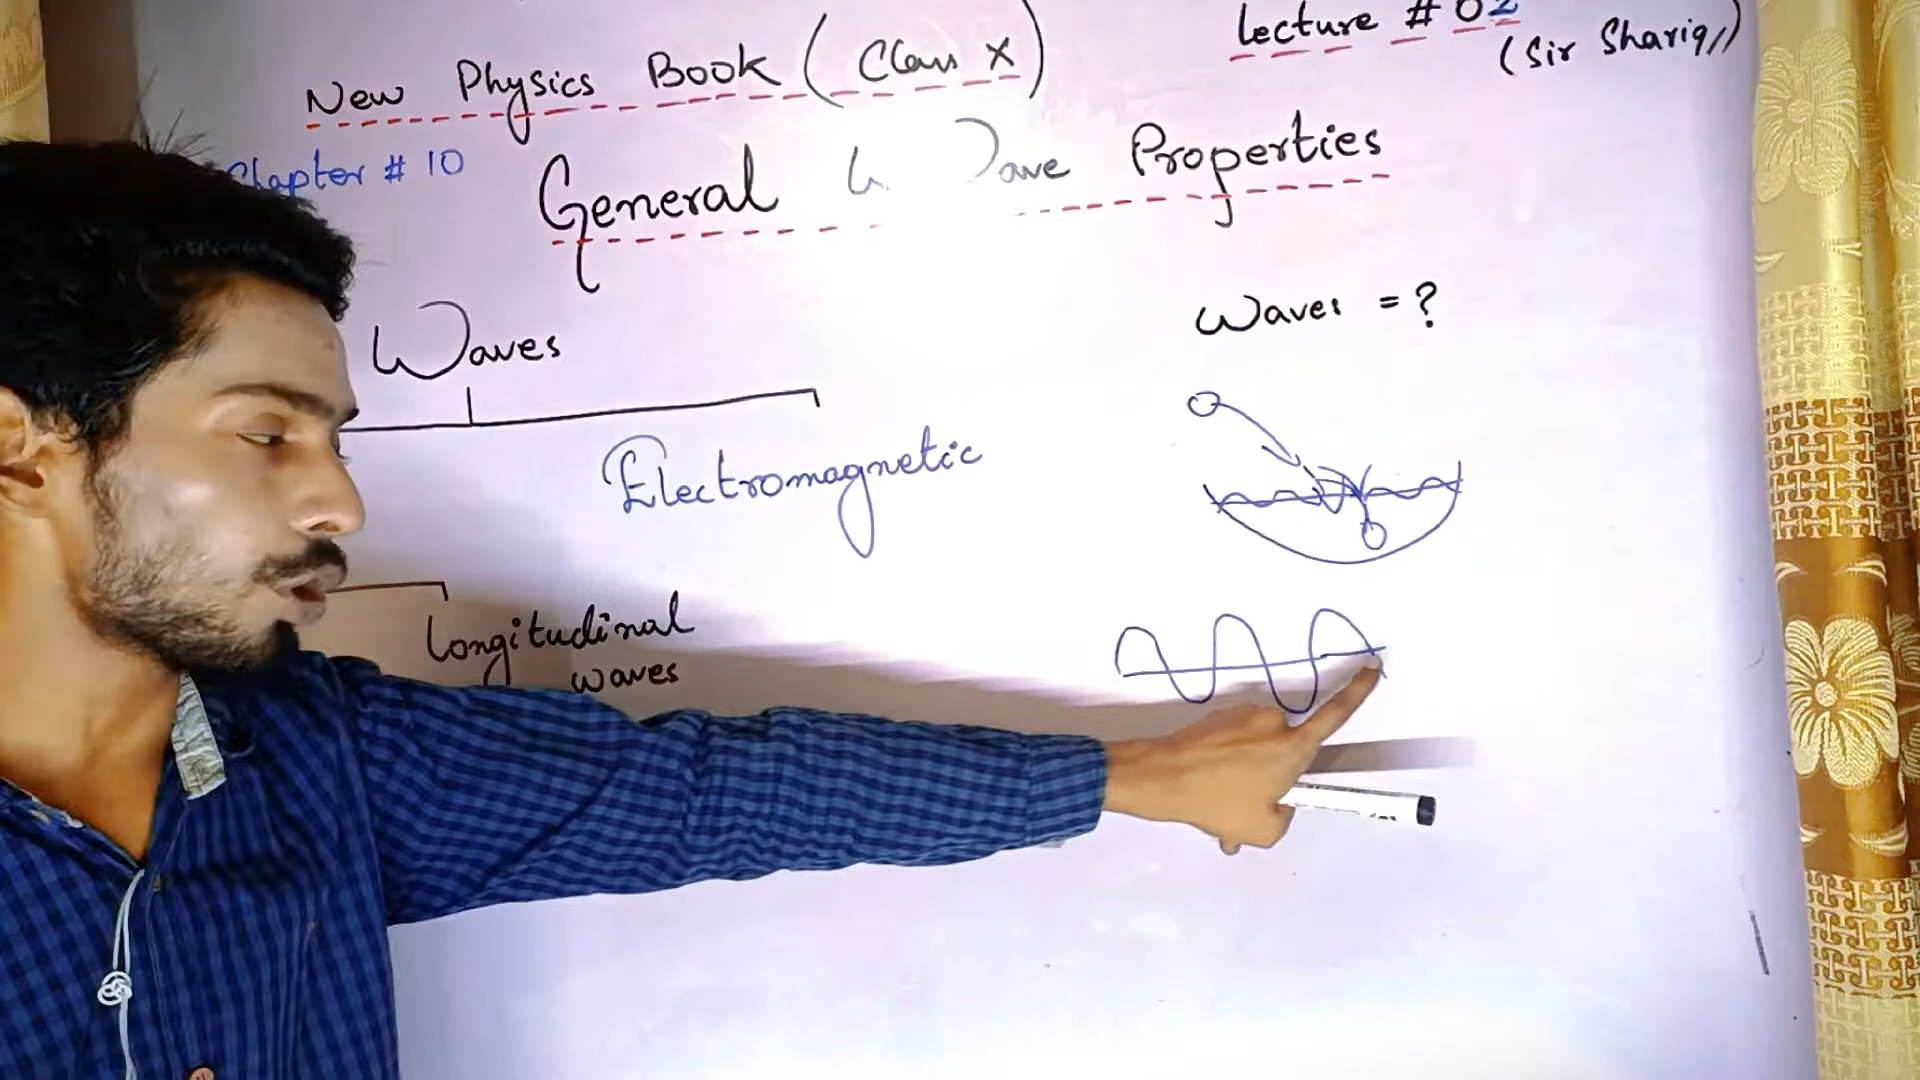 Lecture # 02
New Physics Book (Class X)
(Sir Shariq)
Chapter # 10
General Wave Properties
Waves = ?
Waves
Electromagnetic
Longitudinal
waves